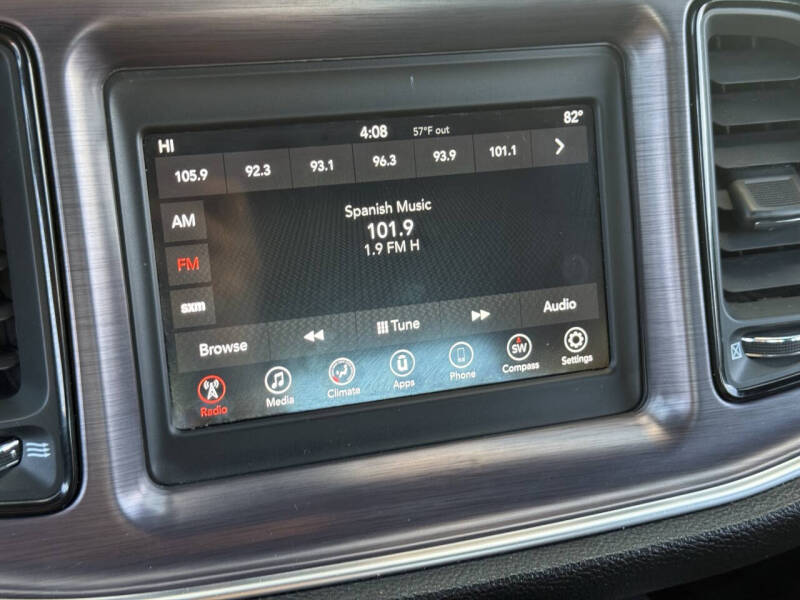 HI 4:08 57°F out 82°
105.9 92.3 93.1 96.3 93.9 101.1
AM
FM
sxm
Spanish Music
101.9
1.9 FM H
Browse Tune Audio
Radio Media Climate Apps Phone SW Compass Settings